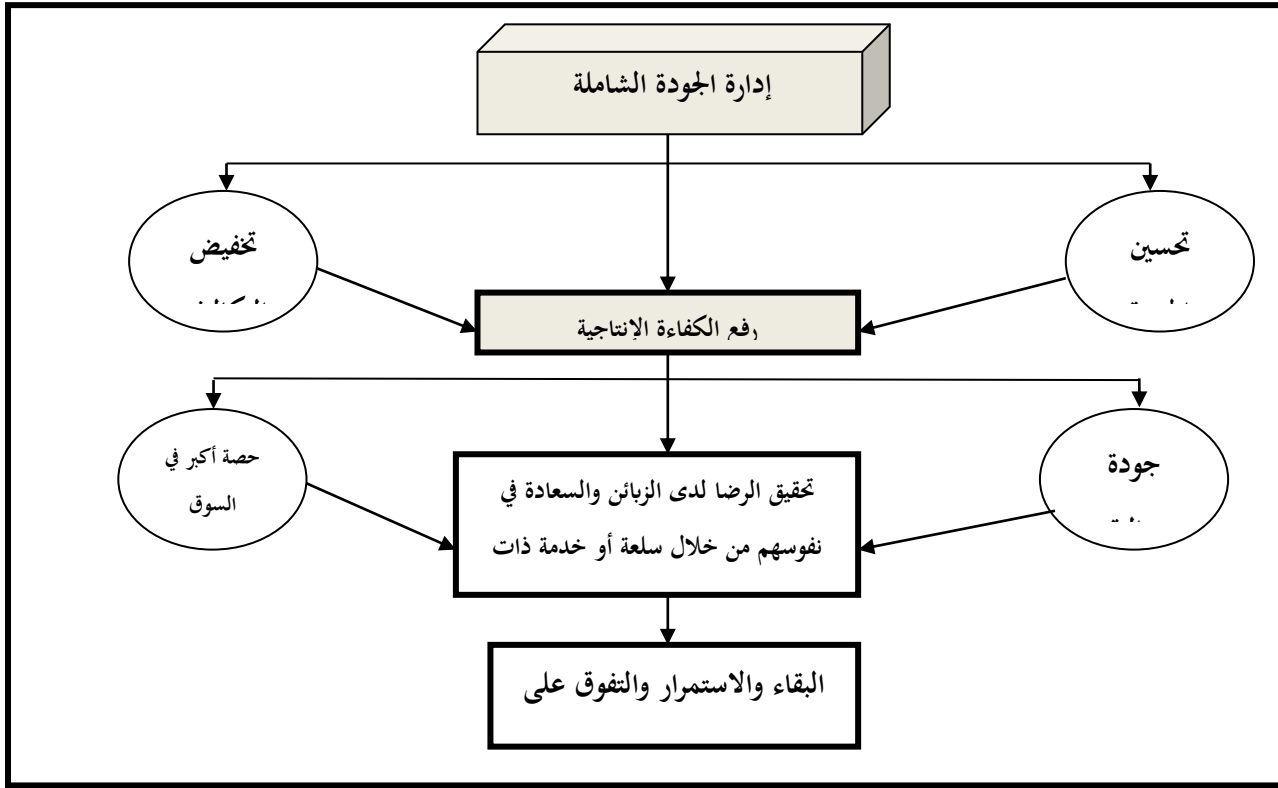 إدارة الجودة الشاملة
تحسين
تخفيض
رفع الكفاءة الإنتاجية
جودة
حصة أكبر في
السوق
تحقيق الرضا لدى الزبائن والسعادة في
نفوسهم من خلال سلعة أو خدمة ذات
البقاء والاستمرار والتفوق على